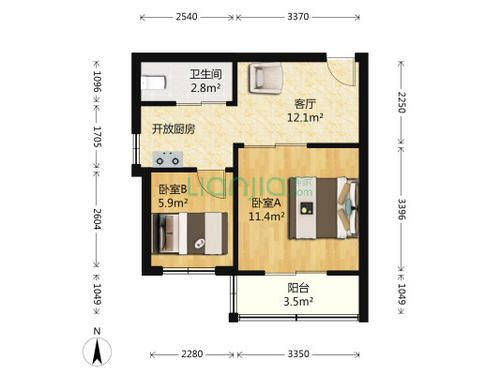 2540
3370
1096
1705
2604
1049
2250
3396
1049
卫生间
2.8m²
客厅
12.1m²
开放厨房
卧室B
5.9m²
卧室A
11.4m²
阳台
3.5m²
Lianjia
.com
N
2280
3350